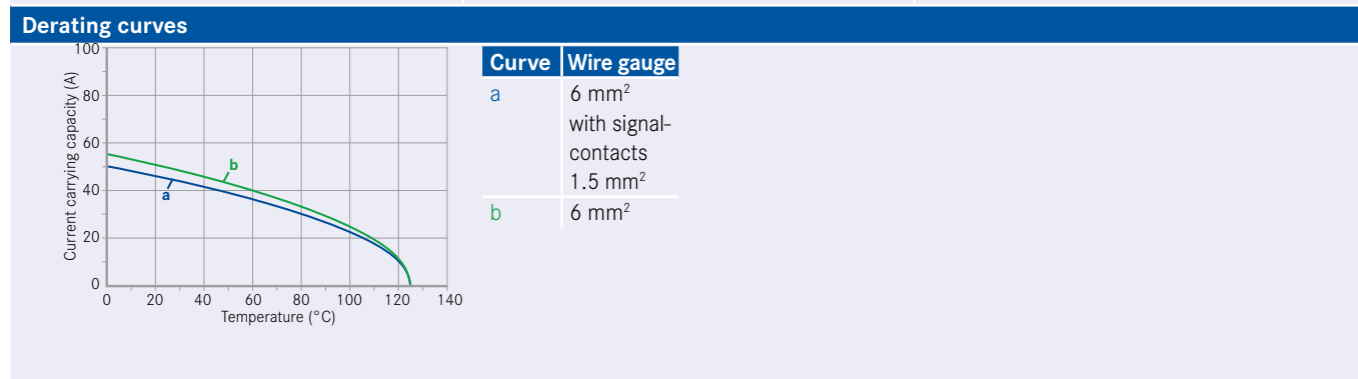 Derating curves
100
80
60
40
20
0
Current carrying capacity (A)
b
a
0 20 40 60 80 100 120 140
Temperature (°C)
Curve Wire gauge
a 6 mm²
with signal-
contacts
1.5 mm²
b 6 mm²